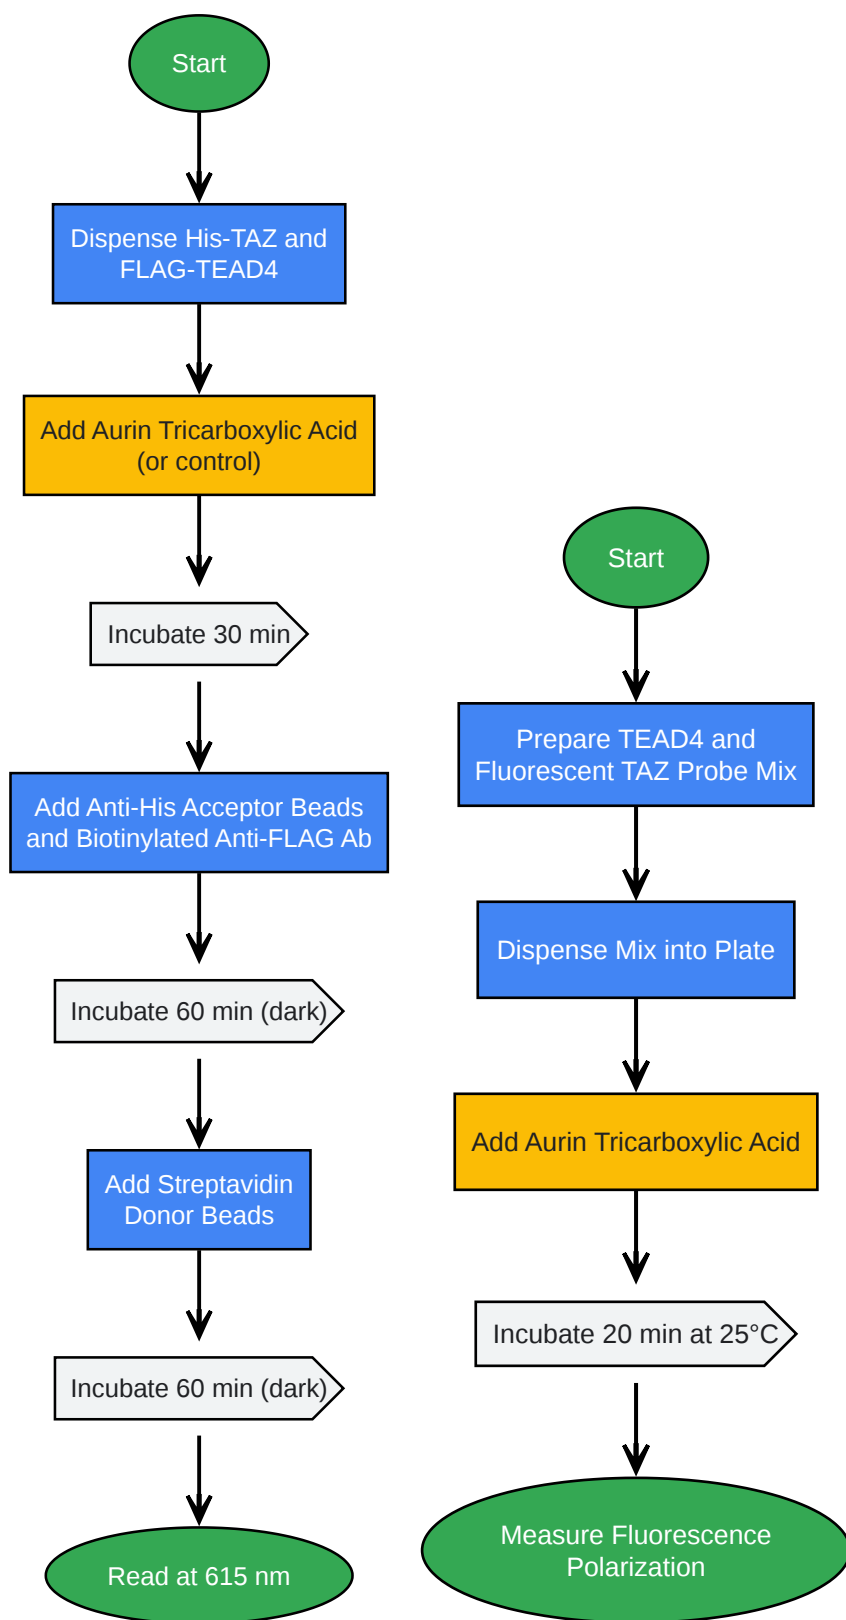 Start
Dispense His-TAZ and
FLAG-TEAD4
Add Aurin Tricarboxylic Acid
(or control)
Incubate 30 min
Add Anti-His Acceptor Beads
and Biotinylated Anti-FLAG Ab
Incubate 60 min (dark)
Add Streptavidin
Donor Beads
Incubate 60 min (dark)
Read at 615 nm
Start
Prepare TEAD4 and
Fluorescent TAZ Probe Mix
Dispense Mix into Plate
Add Aurin Tricarboxylic Acid
Incubate 20 min at 25°C
Measure Fluorescence
Polarization